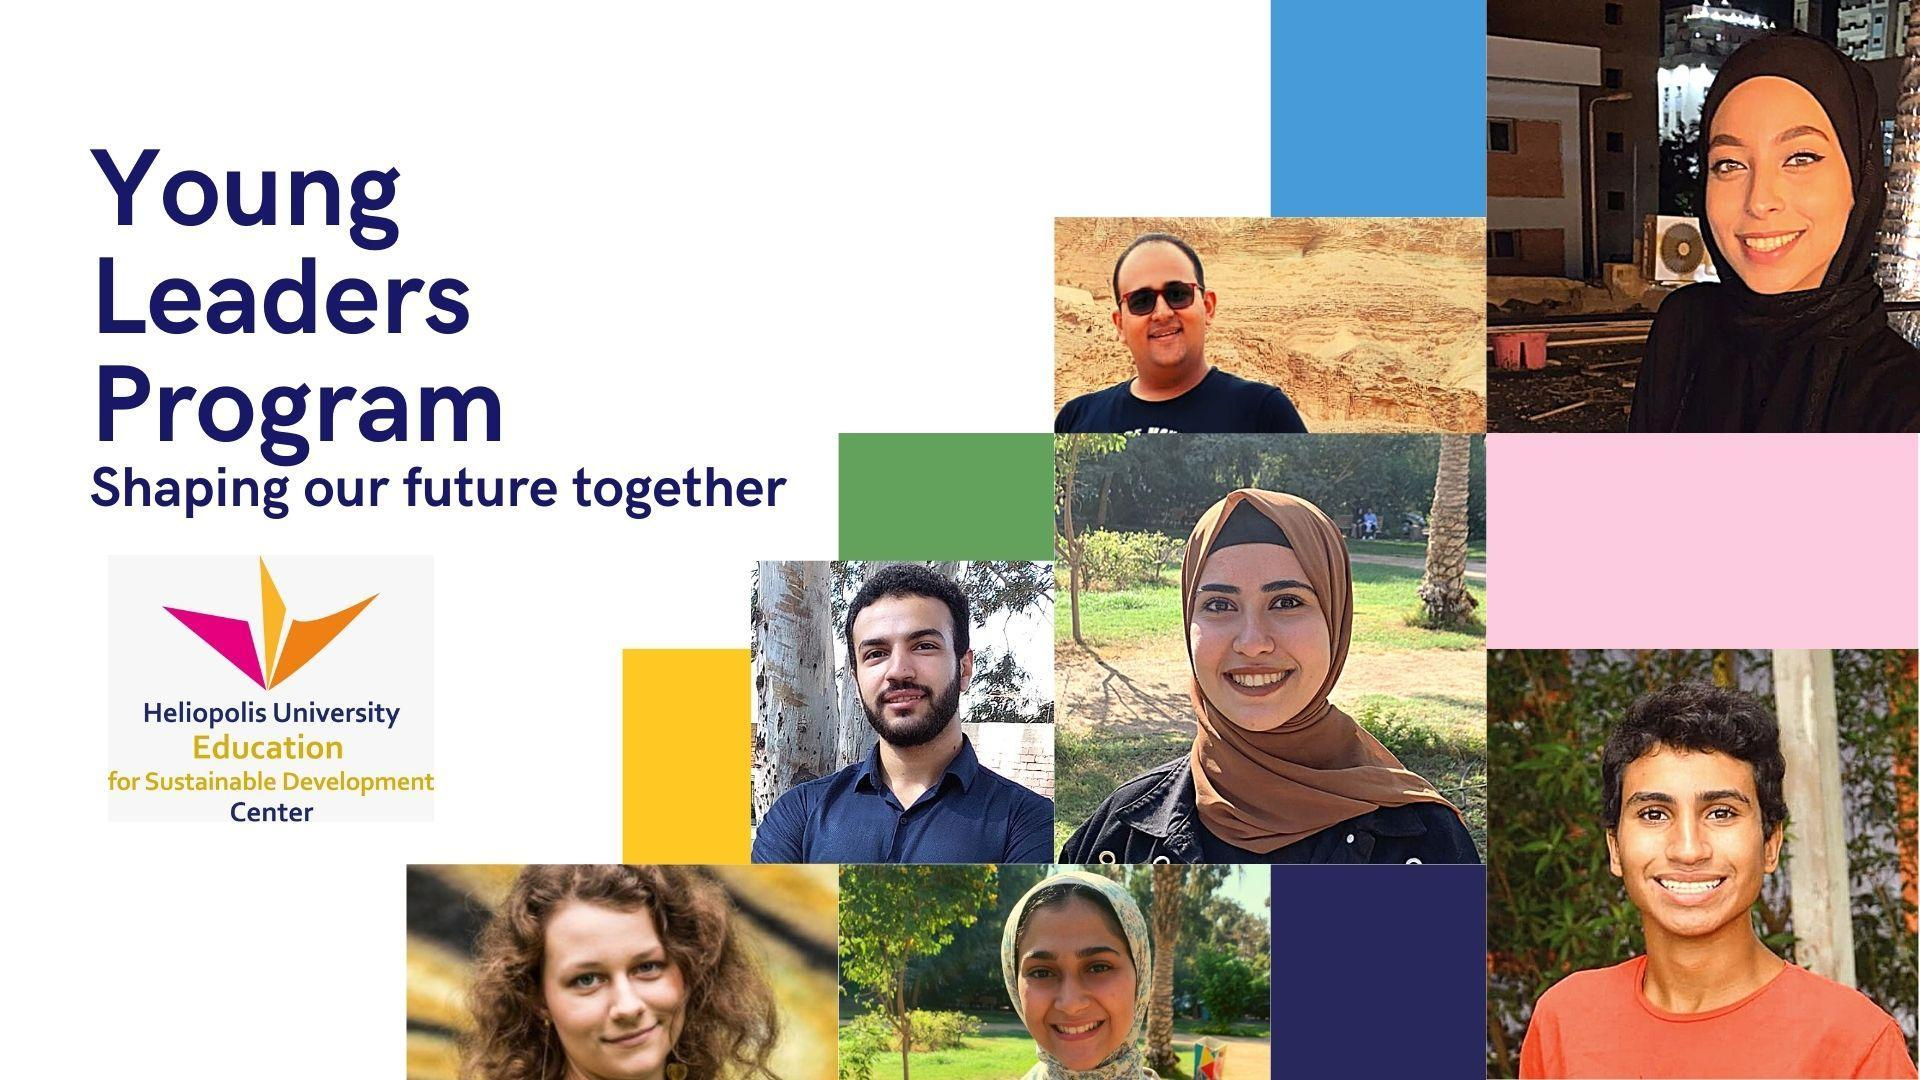 Young
Leaders
Program
Shaping our future together
Heliopolis University
Education
for Sustainable Development
Center